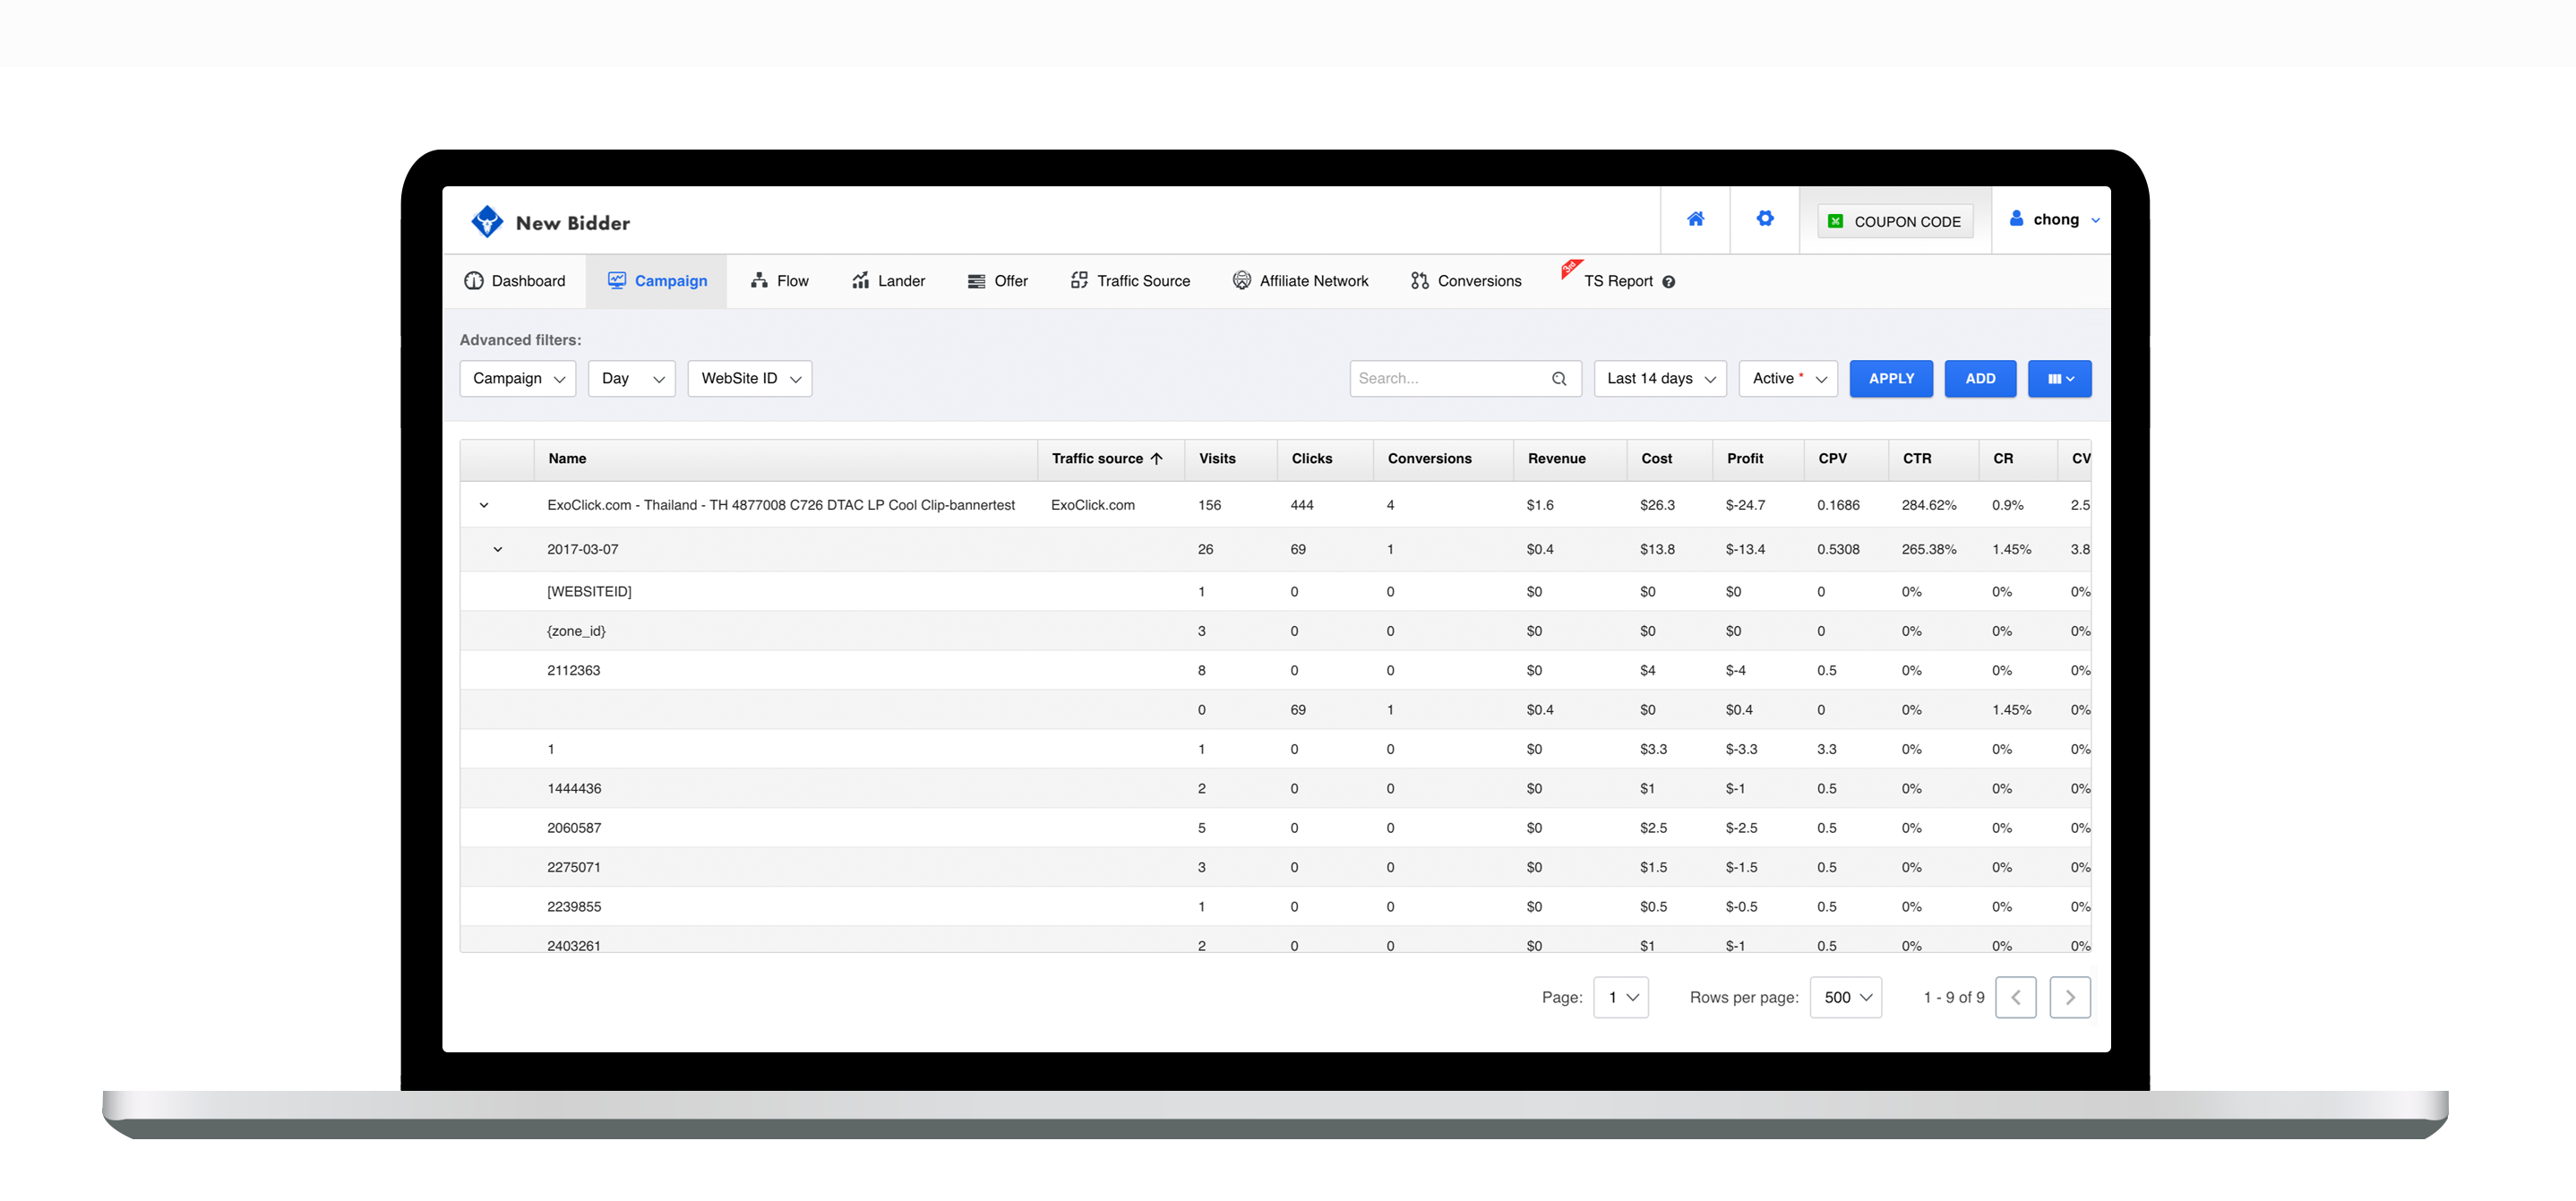 New Bidder
COUPON CODE
chong
Dashboard Campaign Flow Lander Offer Traffic Source Affiliate Network Conversions 3rd TS Report ?
Advanced filters:
Campaign Day WebSite ID Search... Last 14 days Active * APPLY ADD
Name Traffic source Visits Clicks Conversions Revenue Cost Profit CPV CTR CR CV
ExoClick.com - Thailand - TH 4877008 C726 DTAC LP Cool Clip-bannertest ExoClick.com 156 444 4 $1.6 $26.3 $-24.7 0.1686 284.62% 0.9% 2.5
2017-03-07 26 69 1 $0.4 $13.8 $-13.4 0.5308 265.38% 1.45% 3.8
[WEBSITEID] 1 0 0 $0 $0 $0 0 0% 0% 0%
{zone_id} 3 0 0 $0 $0 $0 0 0% 0% 0%
2112363 8 0 0 $0 $4 $-4 0.5 0% 0% 0%
0 69 1 $0.4 $0 $0.4 0 0% 1.45% 0%
1 1 0 0 $0 $3.3 $-3.3 3.3 0% 0% 0%
1444436 2 0 0 $0 $1 $-1 0.5 0% 0% 0%
2060587 5 0 0 $0 $2.5 $-2.5 0.5 0% 0% 0%
2275071 3 0 0 $0 $1.5 $-1.5 0.5 0% 0% 0%
2239855 1 0 0 $0 $0.5 $-0.5 0.5 0% 0% 0%
2403261 2 0 0 $0 $1 $-1 0.5 0% 0% 0%
Page: 1 Rows per page: 500 1 - 9 of 9